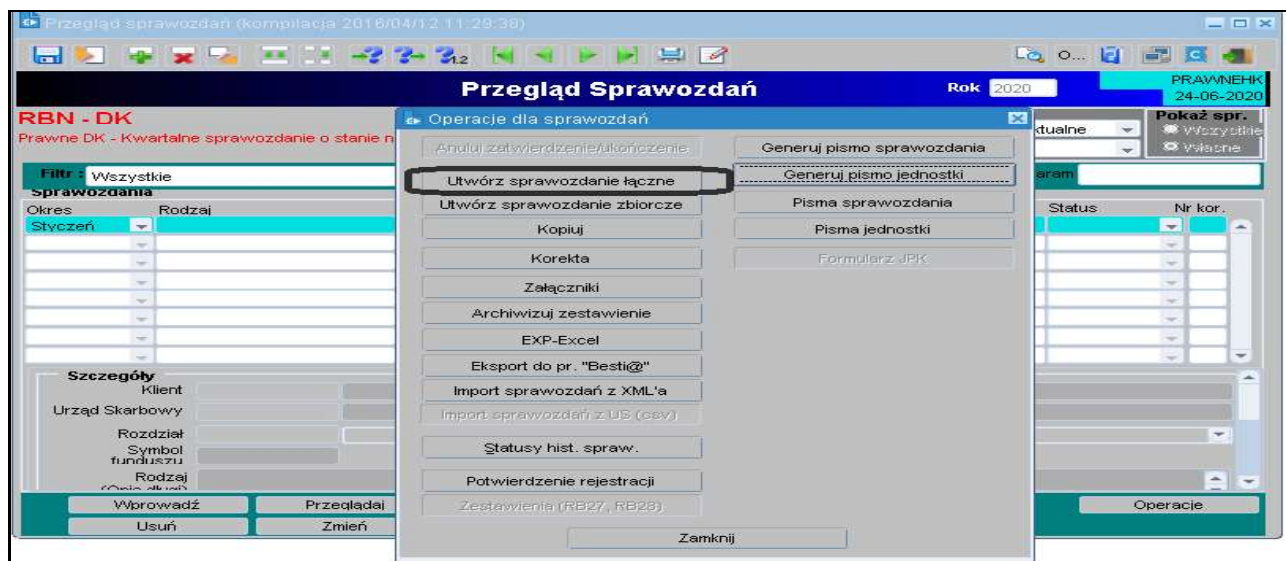 Przegląd sprawozdań (kompilacja 2016/04/12 11:29:38)
O...
Przegląd Sprawozdań
Rok 2020
PRAWNEHK
24-06-2020
RBN - DK
Prawne DK - Kwartalne sprawozdanie o stanie n
ktualne
Pokaż spr.
Wszystkie
Własne
Filtr : Wszystkie
aram
Sprawozdania
Okres Rodzaj Status Nr kor.
Styczeń
Szczegóły
Klient
Urząd Skarbowy
Rozdział
Symbol
funduszu
Rodzaj
Wprowadź Przeglądaj Operacje
Usuń Zmień
Operacje dla sprawozdań
Anuluj zatwierdzenie/ukończenie
Utwórz sprawozdanie łączne
Utwórz sprawozdanie zbiorcze
Kopiuj
Korekta
Załączniki
Archiwizuj zestawienie
EXP-Excel
Eksport do pr. "Besti@"
Import sprawozdań z XML'a
Import sprawozdań z US (csv)
Statusy hist. spraw.
Potwierdzenie rejestracji
Zestawienia (RB27, RB28)
Generuj pismo sprawozdania
Generuj pismo jednostki
Pisma sprawozdania
Pisma jednostki
Formularz JPK
Zamknij